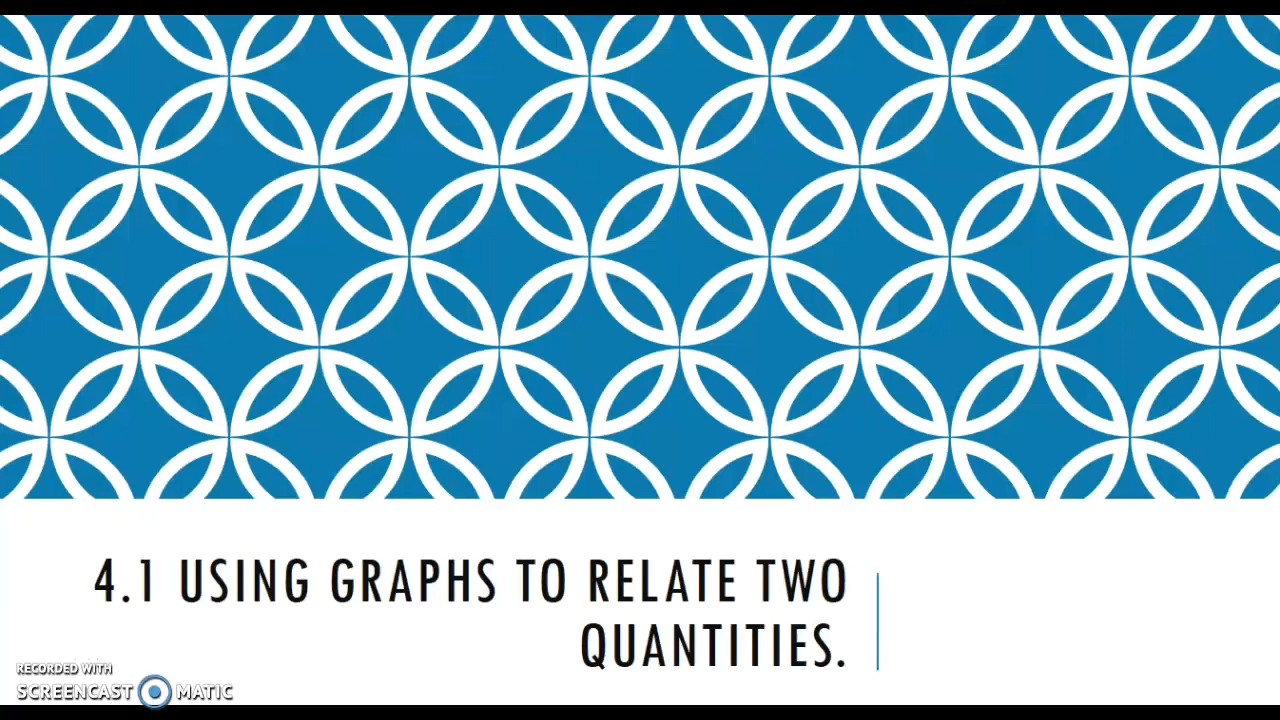 4.1 USING GRAPHS TO RELATE TWO
QUANTITIES.
RECORDED WITH
SCREENCAST MATIC